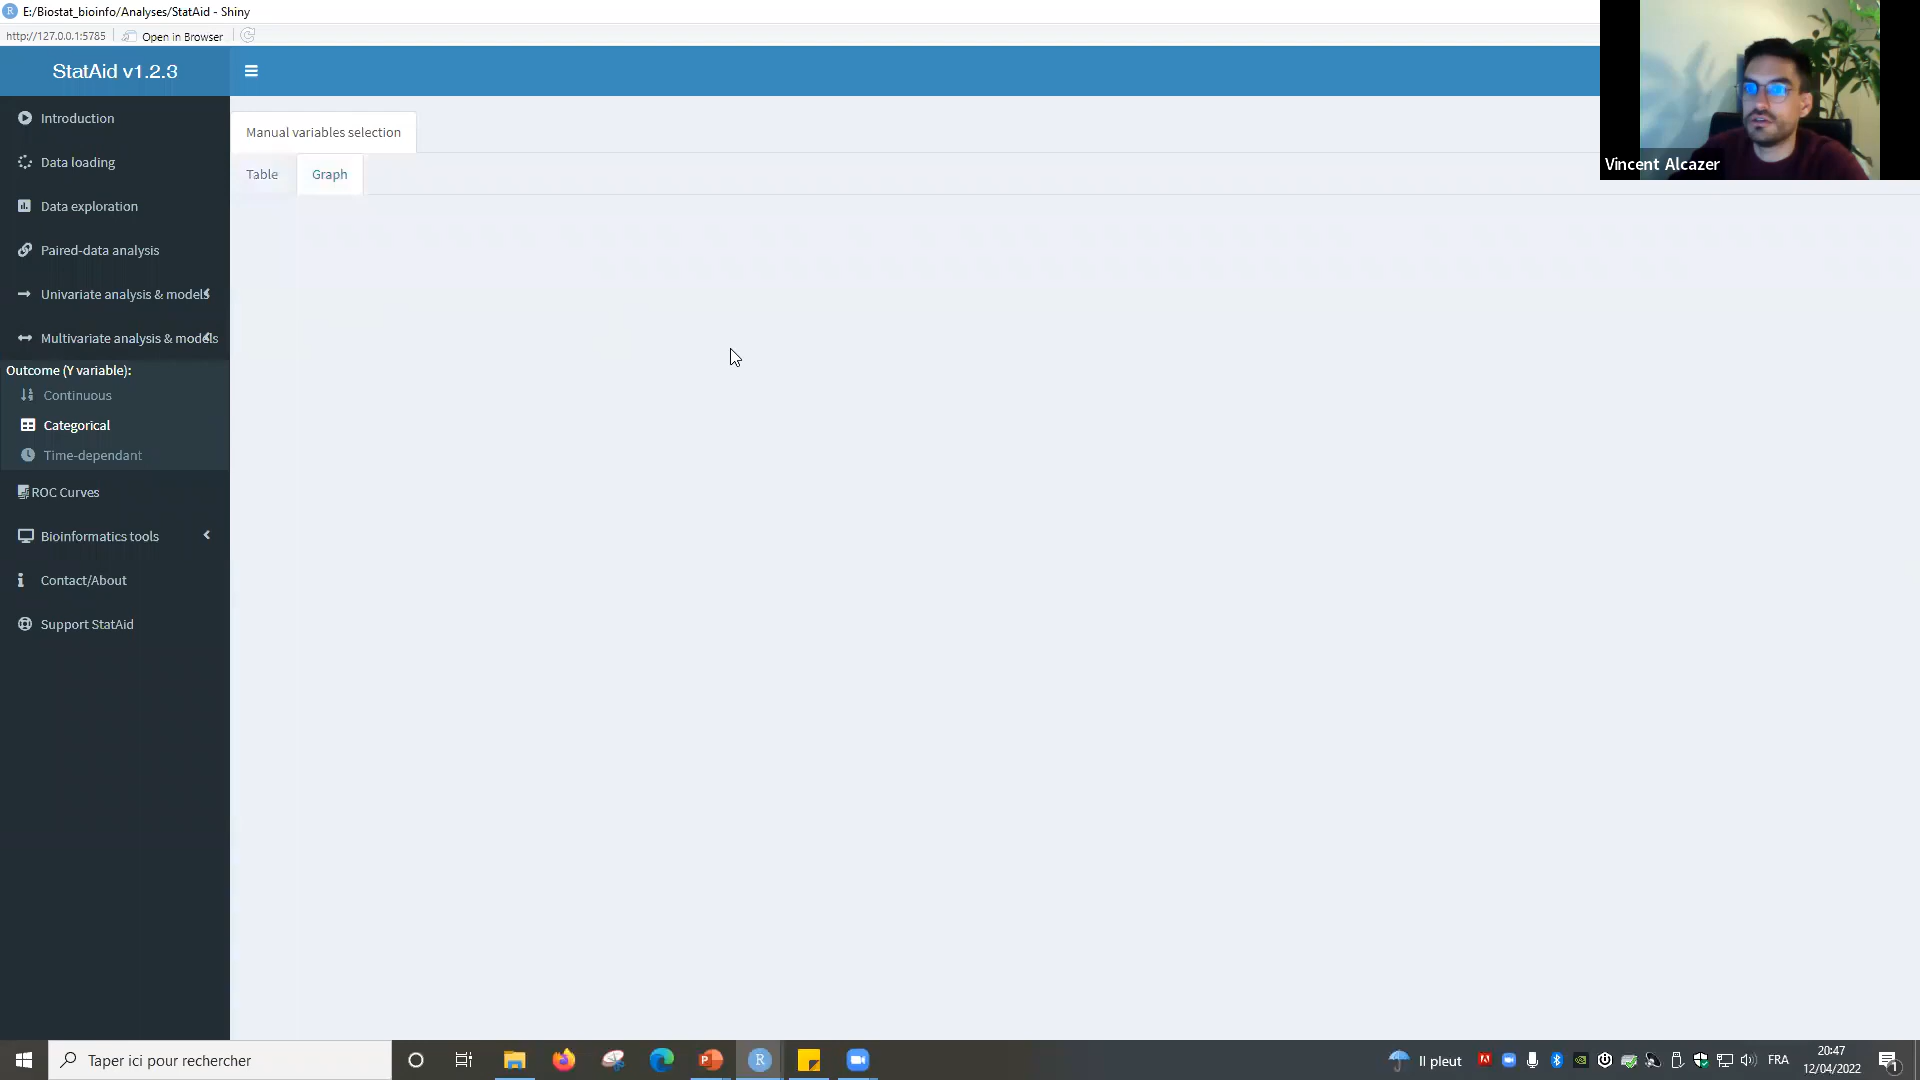 E:/Biostat_bioinfo/Analyses/StatAid - Shiny
http://127.0.0.1:5785
Open in Browser
StatAid v1.2.3
Introduction
Data loading
Data exploration
Paired-data analysis
Univariate analysis & models
Multivariate analysis & models
Outcome (Y variable):
Continuous
Categorical
Time-dependant
ROC Curves
Bioinformatics tools
Contact/About
Support StatAid
Manual variables selection
Table
Graph
Vincent Alcazer
Taper ici pour rechercher
Il pleut
FRA
20:47
12/04/2022
1